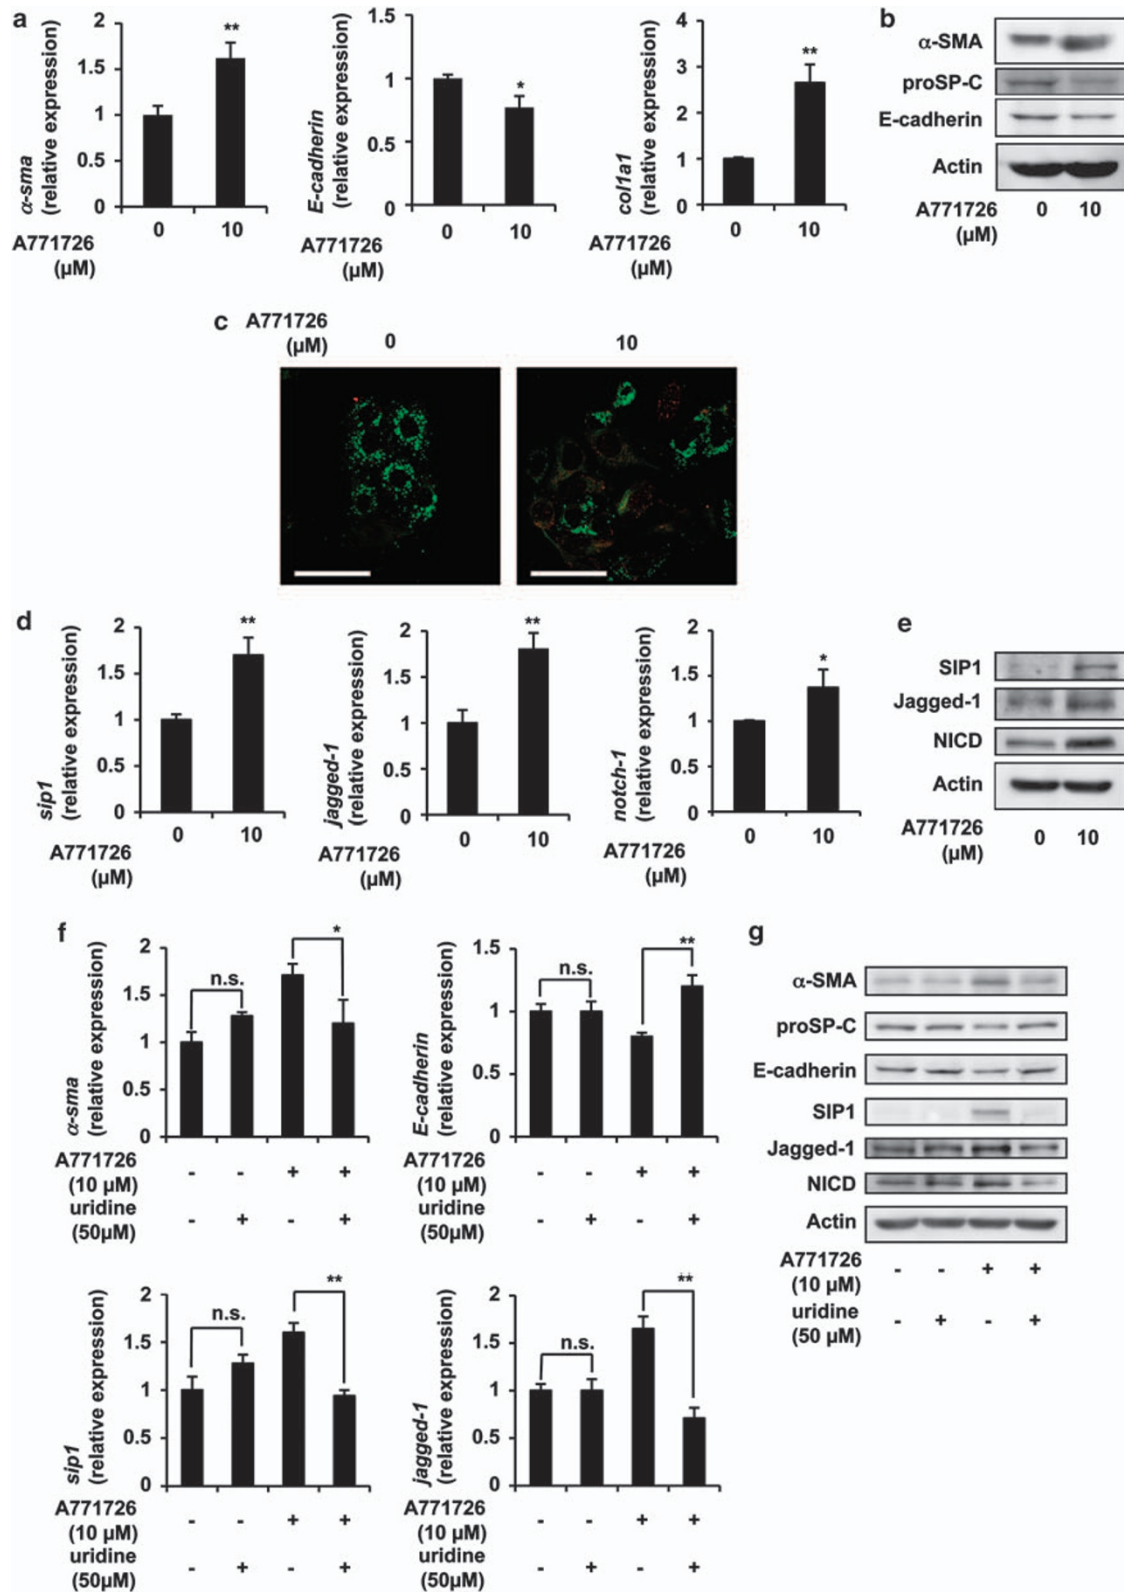 a
α-sma
(relative expression)
2
1.5
1
0.5
0
**
0 10
A771726
(µM)
E-cadherin
(relative expression)
1.5
1
0.5
0
*
0 10
A771726
(µM)
col1a1
(relative expression)
4
3
2
1
0
**
0 10
A771726
(µM)
b
α-SMA
proSP-C
E-cadherin
Actin
A771726
(µM)
0 10
c
A771726
(µM)
0 10
d
sip1
(relative expression)
2
1.5
1
0.5
0
**
0 10
A771726
(µM)
jagged-1
(relative expression)
2
1.5
1
0.5
0
**
0 10
A771726
(µM)
notch-1
(relative expression)
2
1.5
1
0.5
0
*
0 10
A771726
(µM)
e
SIP1
Jagged-1
NICD
Actin
A771726
(µM)
0 10
f
α-sma
(relative expression)
2
1.5
1
0.5
0
n.s.
*
A771726
(10 µM)
- - + +
uridine
(50µM)
- + - +
E-cadherin
(relative expression)
1.5
1
0.5
0
n.s.
**
A771726
(10 µM)
- - + +
uridine
(50µM)
- + - +
sip1
(relative expression)
2
1.5
1
0.5
0
n.s.
**
A771726
(10 µM)
- - + +
uridine
(50µM)
- + - +
jagged-1
(relative expression)
2
1.5
1
0.5
0
n.s.
**
A771726
(10 µM)
- - + +
uridine
(50µM)
- + - +
g
α-SMA
proSP-C
E-cadherin
SIP1
Jagged-1
NICD
Actin
A771726
(10 µM)
- - + +
uridine
(50 µM)
- + - +